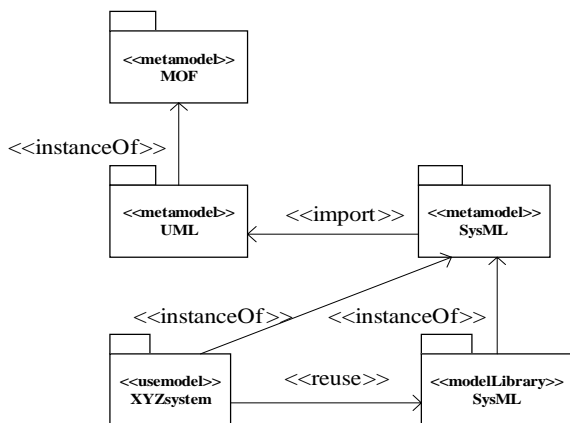 <<metamodel>>
MOF
<<instanceOf>>
<<metamodel>>
UML
<<import>>
<<metamodel>>
SysML
<<instanceOf>>
<<instanceOf>>
<<usemodel>>
XYZsystem
<<reuse>>
<<modelLibrary>>
SysML